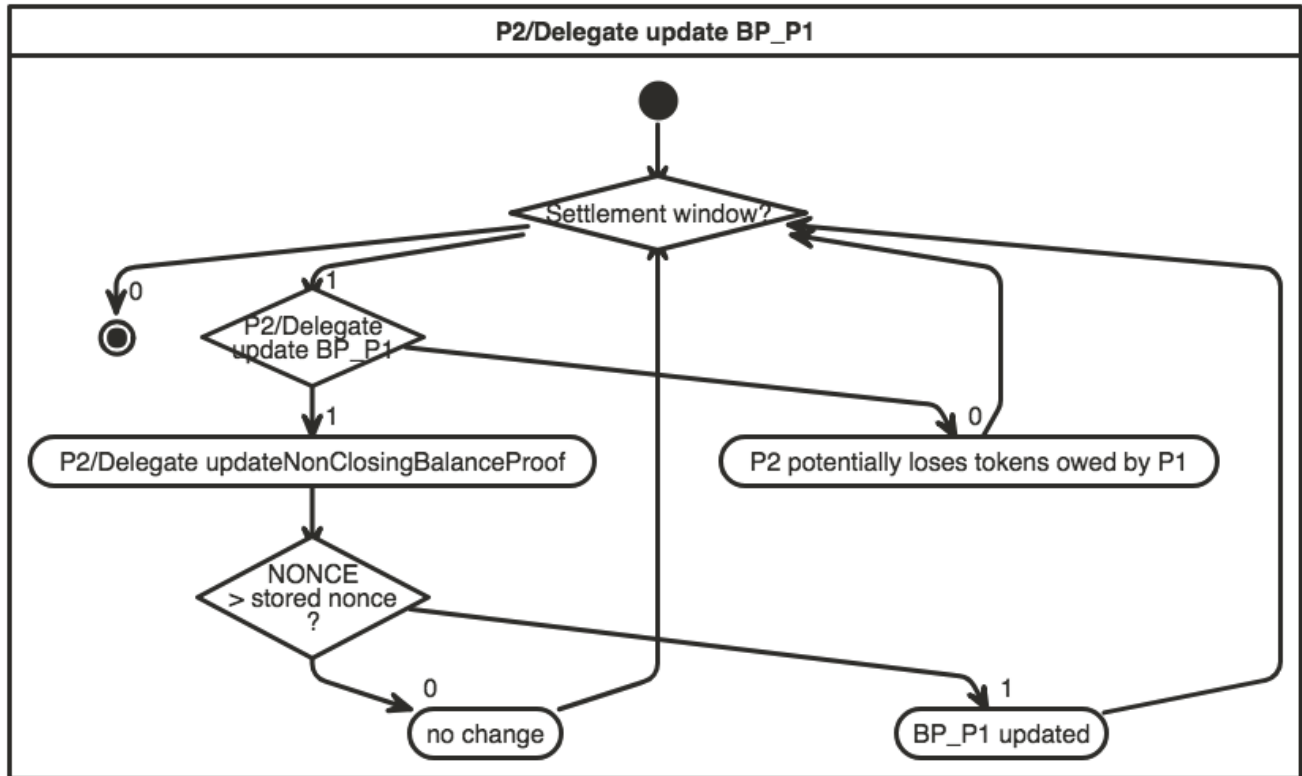 P2/Delegate update BP_P1
Settlement window?
0
1
P2/Delegate
update BP_P1
1
0
P2/Delegate updateNonClosingBalanceProof
P2 potentially loses tokens owed by P1
NONCE
> stored nonce
?
0
1
no change
BP_P1 updated